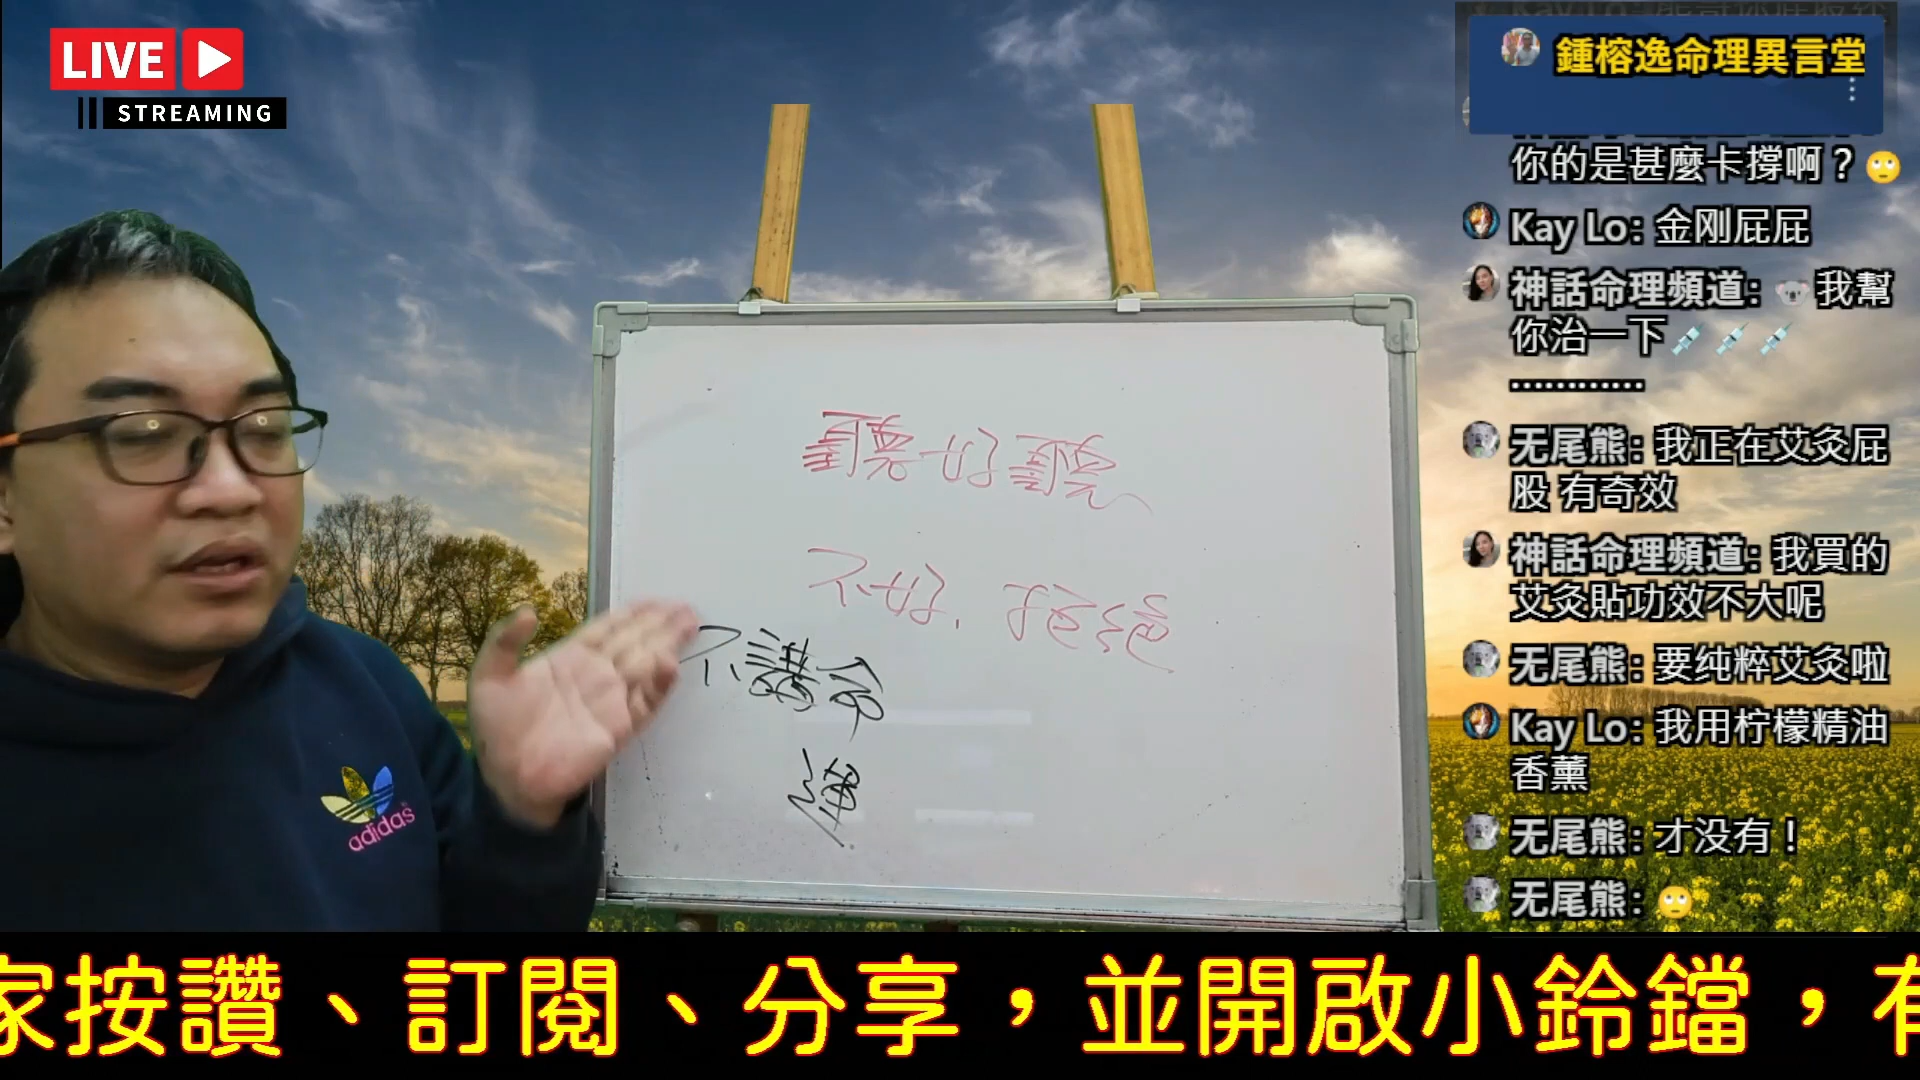 LIVE
STREAMING
鍾榕逸命理異言堂
你的是甚麼卡撐啊？🙄
Kay Lo: 金刚屁屁
神話命理頻道: 🐨我幫
你治一下💉💉💉
............
无尾熊: 我正在艾灸屁
股 有奇效
神話命理頻道: 我買的
艾灸貼功效不大呢
无尾熊: 要纯粹艾灸啦
Kay Lo: 我用柠檬精油
香薰
无尾熊: 才没有！
无尾熊: 🙄
聽好聽
不好. 拒絕
不講命
adidas
家按讚、訂閱、分享，並開啟小鈴鐺，有